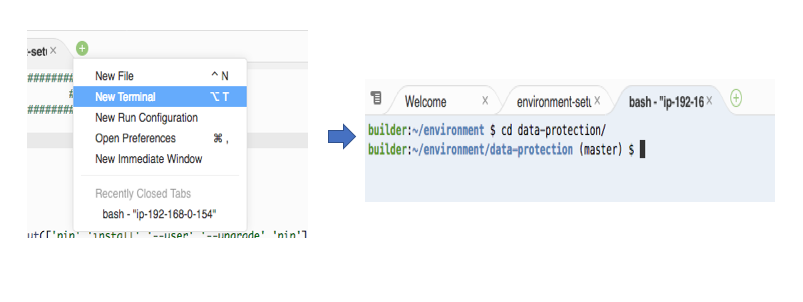 -setu ×
##########
New File ^ N
#
New Terminal ⌥ T
##########
New Run Configuration
Open Preferences ⌘ ,
New Immediate Window
Recently Closed Tabs
bash - "ip-192-168-0-154"
ut(['pip' 'install' '--user' '--upgrade' 'pip']
Welcome ×
environment-setu ×
bash - "ip-192-16 ×
builder:~/environment $ cd data-protection/
builder:~/environment/data-protection (master) $